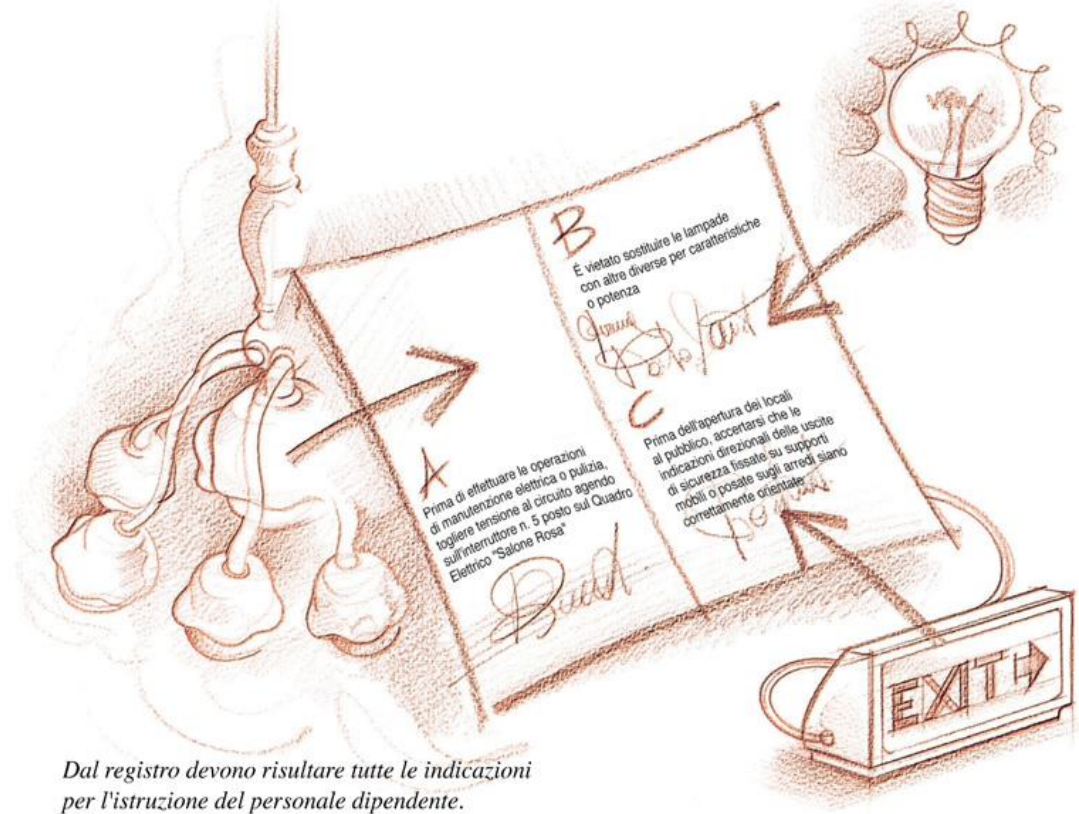 A
Prima di effettuare le operazioni
di manutenzione elettrica o pulizia,
togliere tensione al circuito agendo
sull'interruttore n. 5 posto sul Quadro
Elettrico "Salone Rosa"
B
È vietato sostituire le lampade
con altre diverse per caratteristiche
o potenza
C
Prima dell'apertura dei locali
al pubblico, accertarsi che le
indicazioni direzionali delle uscite
di sicurezza fissate su supporti
mobili o posate sugli arredi siano
correttamente orientate
EXIT
Dal registro devono risultare tutte le indicazioni
per l'istruzione del personale dipendente.